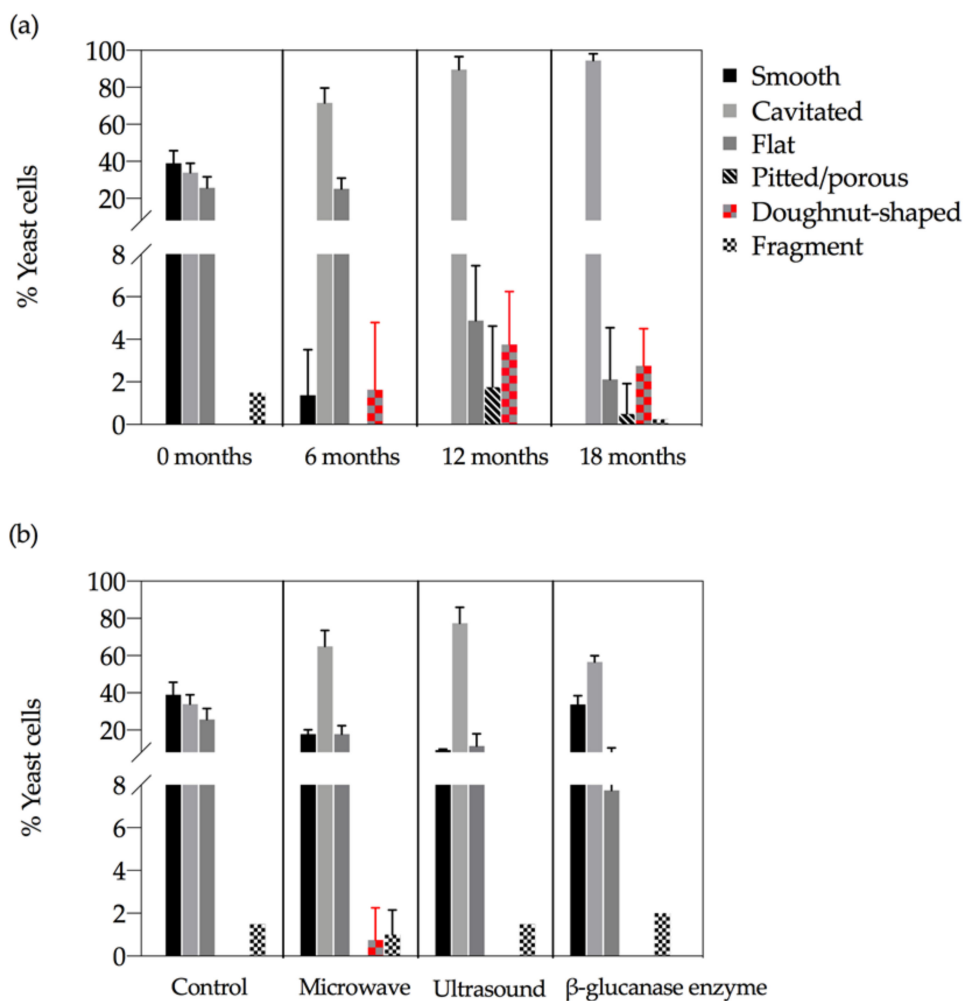 (a)
100
80
60
40
20
8
6
4
2
0
% Yeast cells
0 months
6 months
12 months
18 months
Smooth
Cavitated
Flat
Pitted/porous
Doughnut-shaped
Fragment
(b)
100
80
60
40
20
8
6
4
2
0
% Yeast cells
Control
Microwave
Ultrasound
β-glucanase enzyme